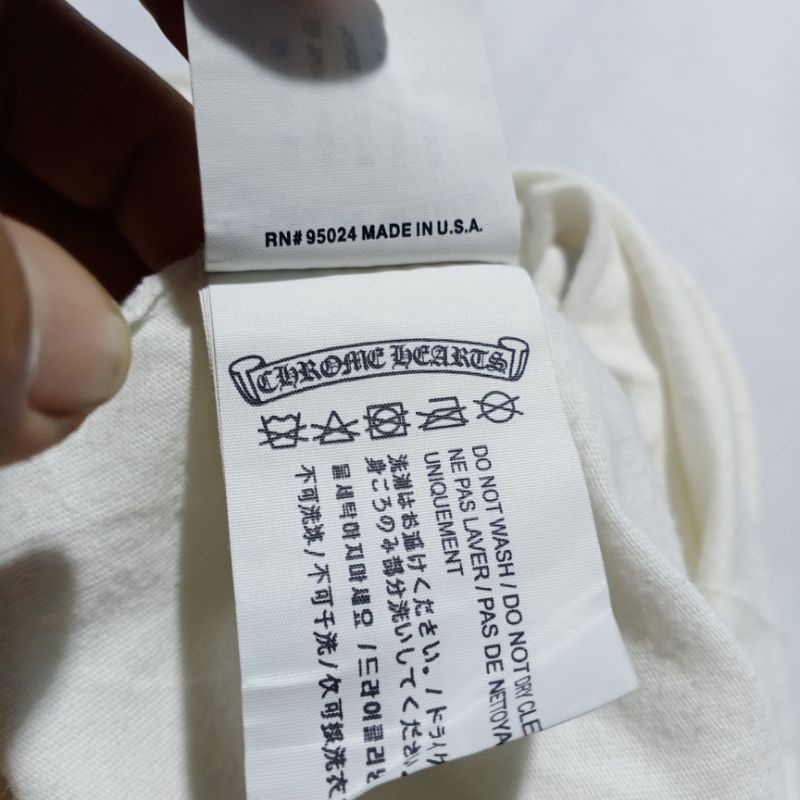 RN# 95024 MADE IN U.S.A.
CHROME HEARTS
DO NOT WASH / DO NOT DRY CLE
NE PAS LAVER / PAS DE NETOYA
UNIQUEMENT
洗濯はお避けください。/ ドライク
身ごろのみ部分洗いしてください
물세탁하지마세요 / 드라이클리
不可洗涤 / 不可干洗 / 仅可拭洗衣